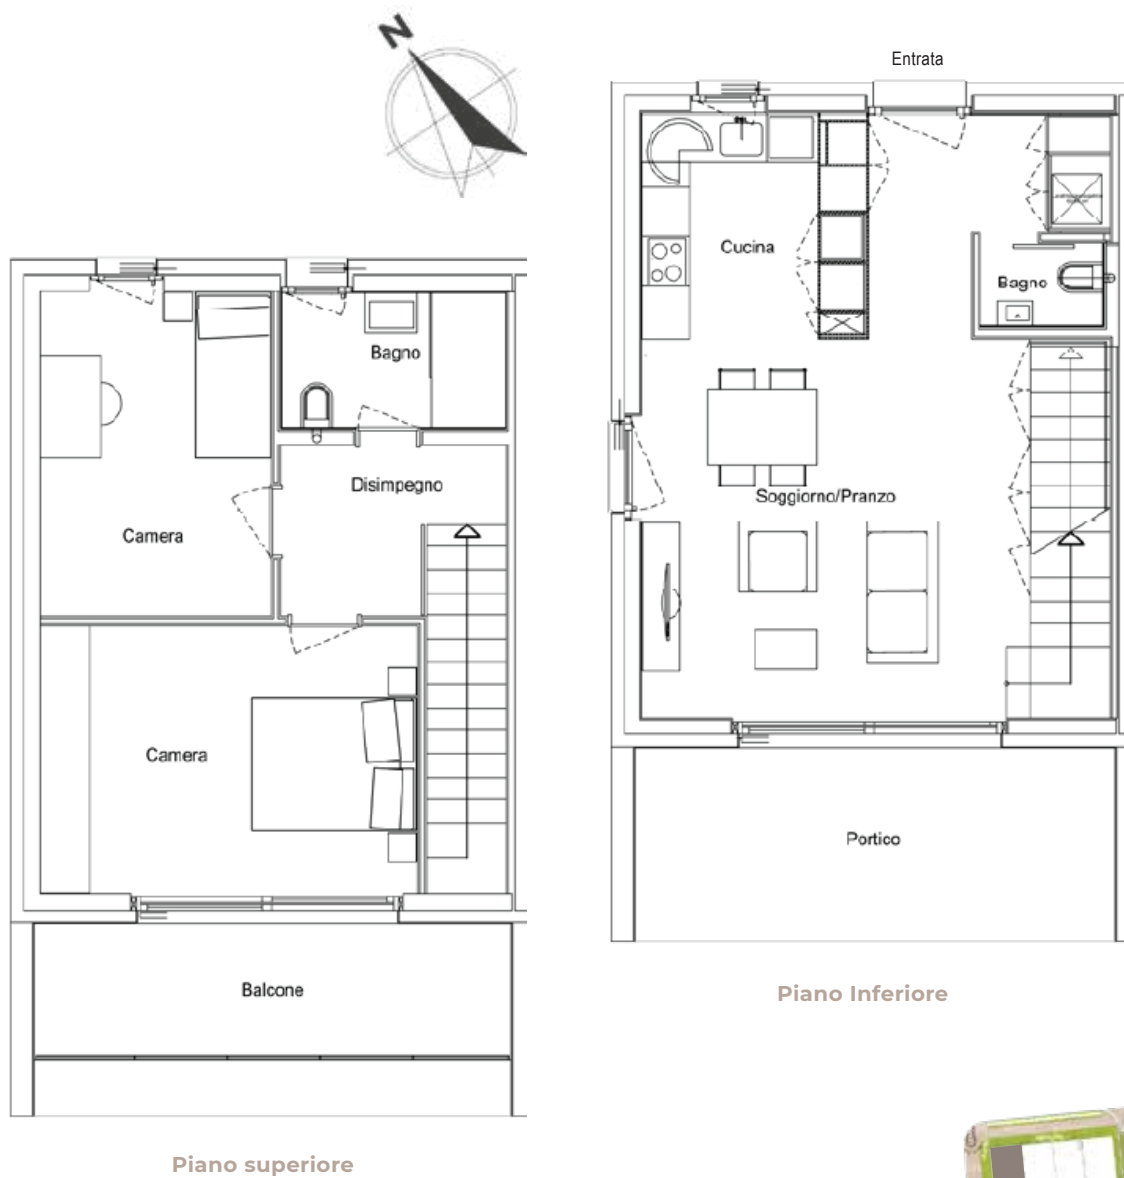 N
Entrata
Cucina
Bagno
Soggiorno/Pranzo
Portico
Piano Inferiore
Bagno
Disimpegno
Camera
Camera
Balcone
Piano superiore